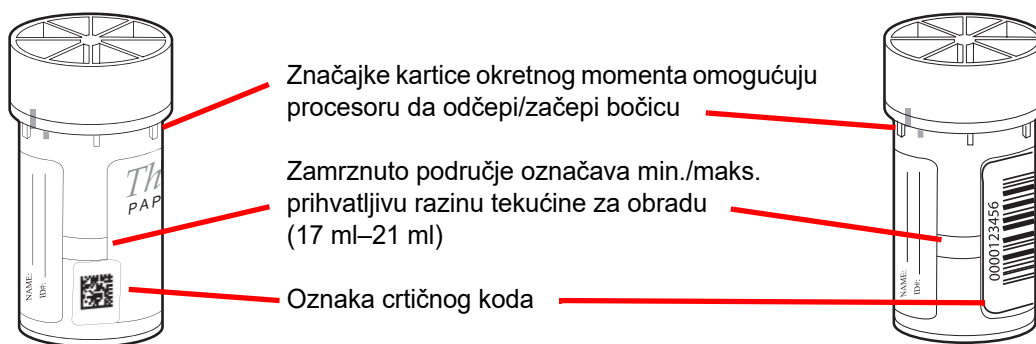 Značajke kartice okretnog momenta omogućuju
procesoru da odčepi/začepi bočicu
Zamrznuto područje označava min./maks.
prihvatljivu razinu tekućine za obradu
(17 ml–21 ml)
Oznaka crtičnog koda
Th
PAP
NAME:
ID#:
NAME:
ID#:
0000123456